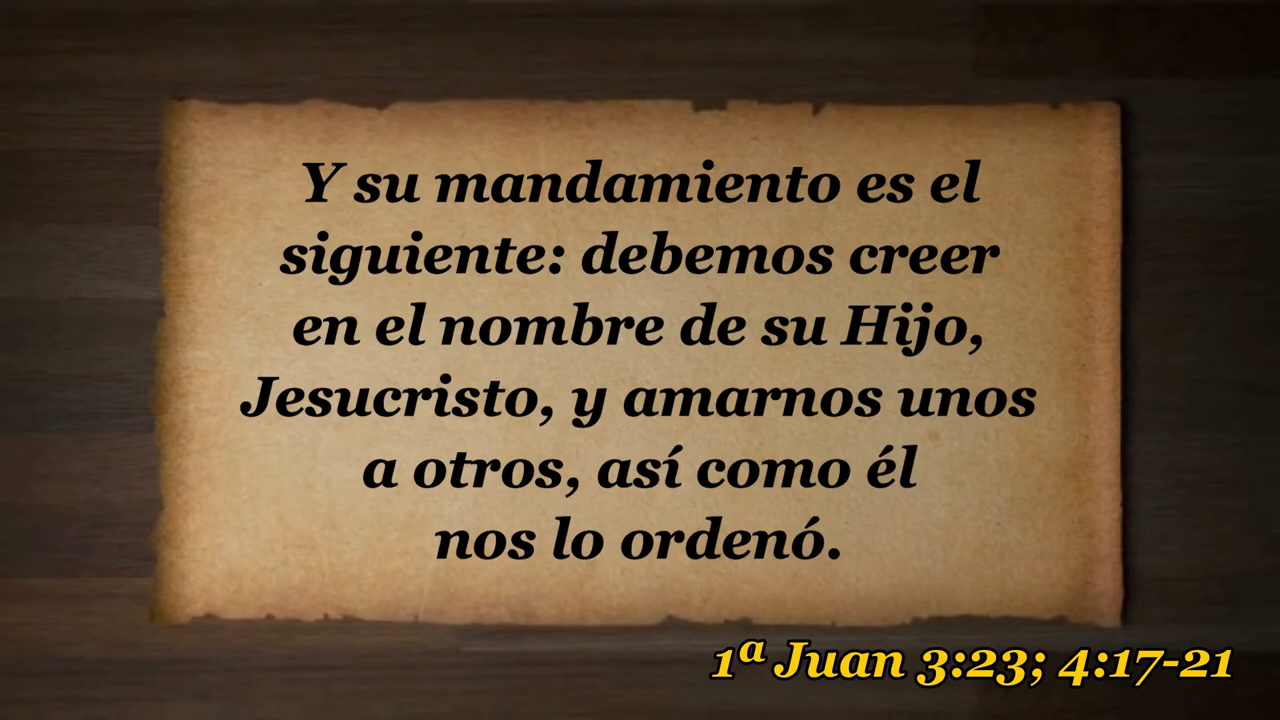 Y su mandamiento es el
siguiente: debemos creer
en el nombre de su Hijo,
Jesucristo, y amarnos unos
a otros, así como él
nos lo ordenó.
1ª Juan 3:23; 4:17-21